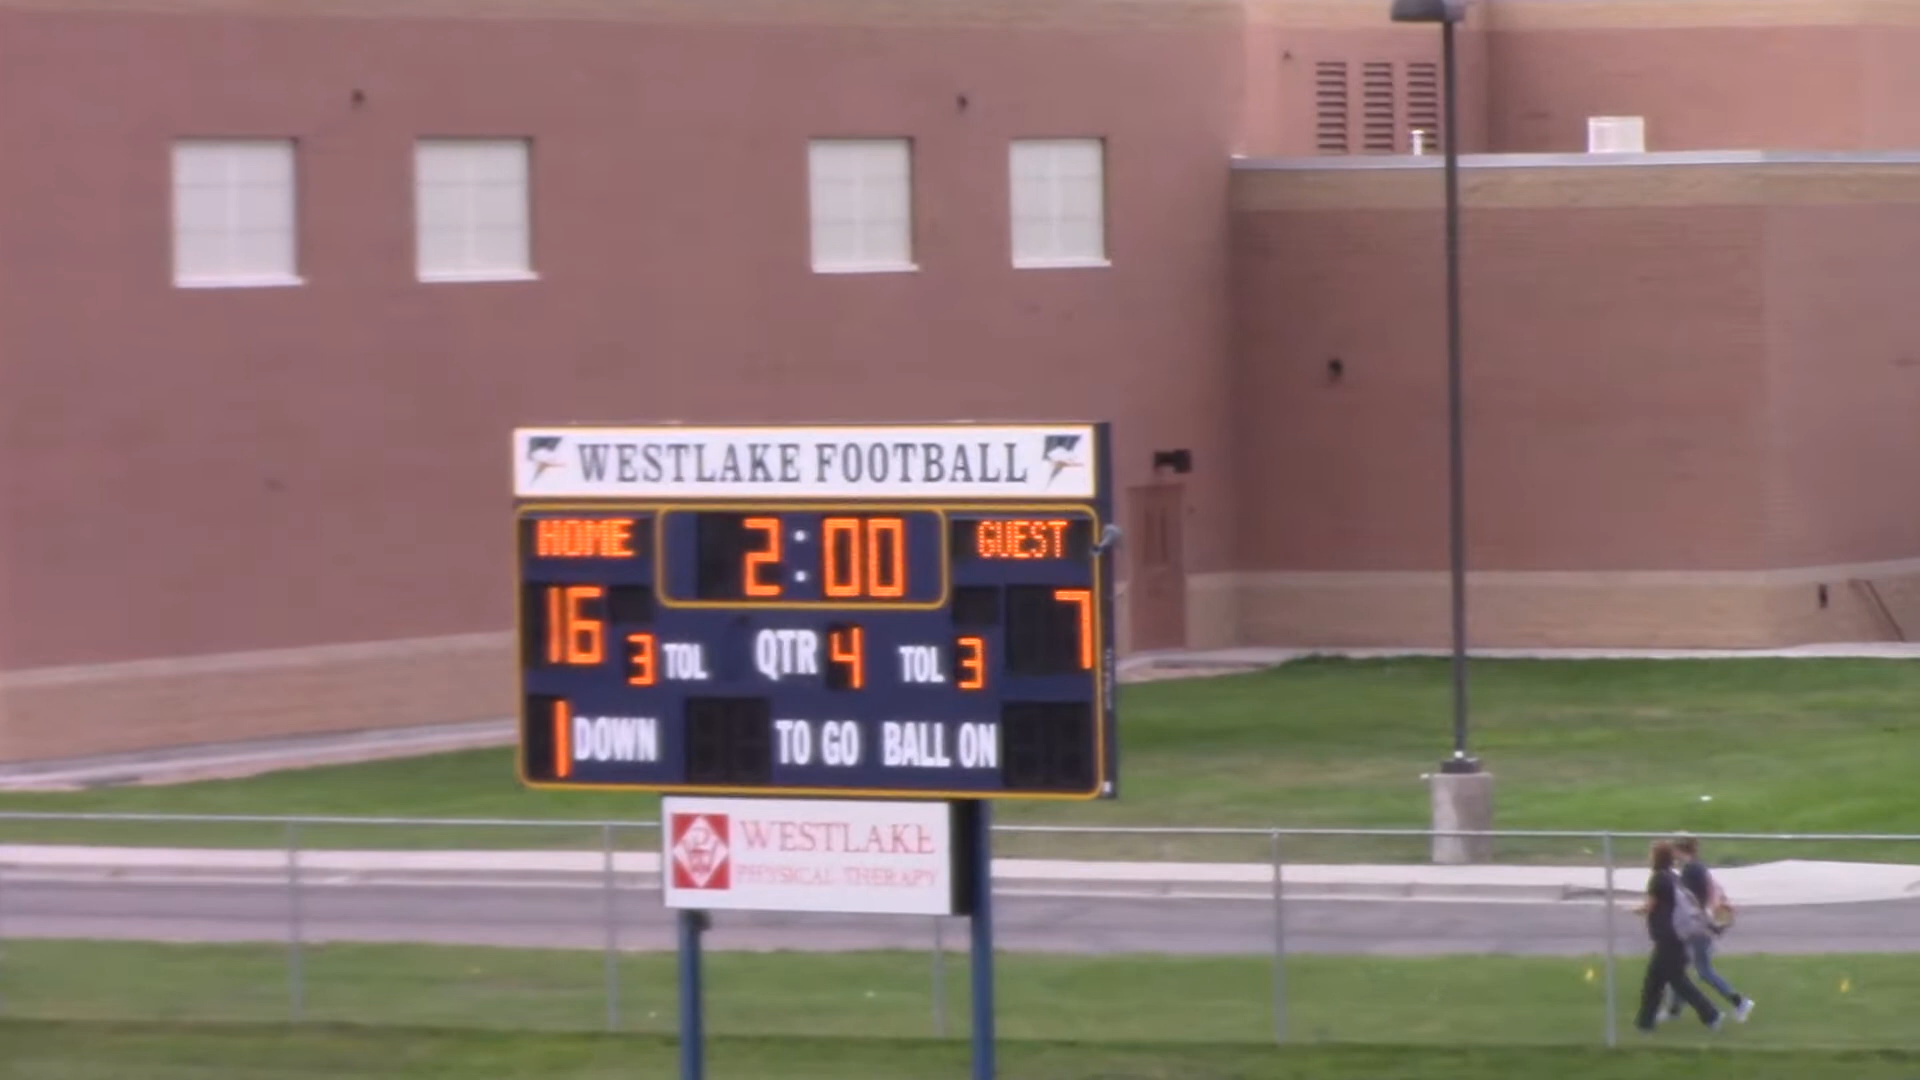 WESTLAKE FOOTBALL
HOME 2:00 GUEST
16 7
3 TOL QTR 4 TOL 3
1 DOWN TO GO BALL ON
WESTLAKE
PHYSICAL THERAPY